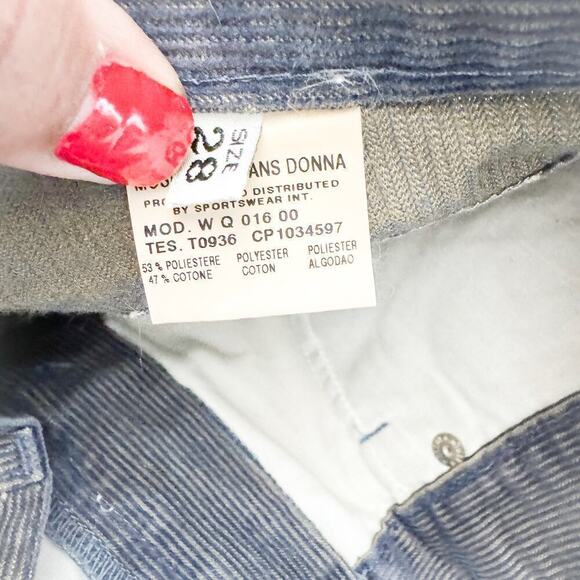 SIZE
28
ANS DONNA
D DISTRIBUTED
BY SPORTSWEAR INT.
MOD. W Q 016 00
TES. T0936 CP1034597
53 % POLIESTERE POLYESTER POLIESTER
47 % COTONE COTON ALGODAO